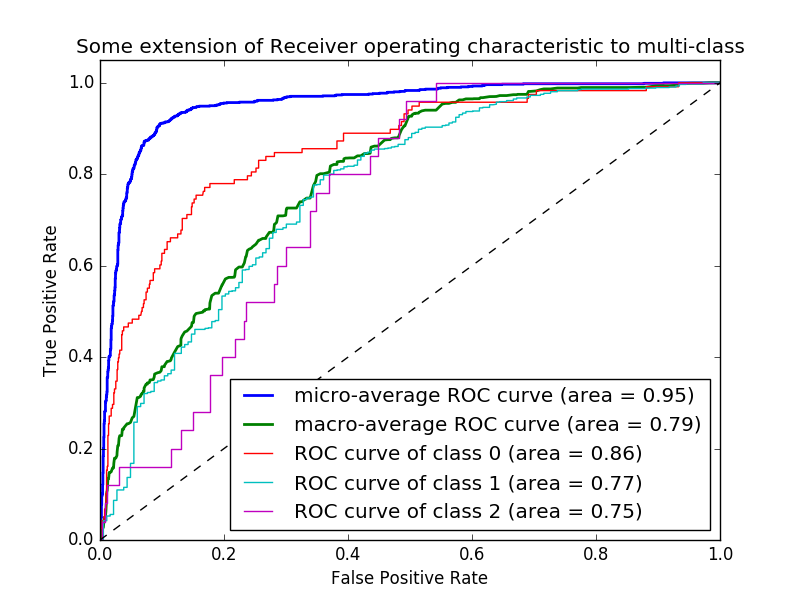 Some extension of Receiver operating characteristic to multi-class
1.0
0.8
0.6
0.4
0.2
0.0
True Positive Rate
micro-average ROC curve (area = 0.95)
macro-average ROC curve (area = 0.79)
ROC curve of class 0 (area = 0.86)
ROC curve of class 1 (area = 0.77)
ROC curve of class 2 (area = 0.75)
0.0 0.2 0.4 0.6 0.8 1.0
False Positive Rate